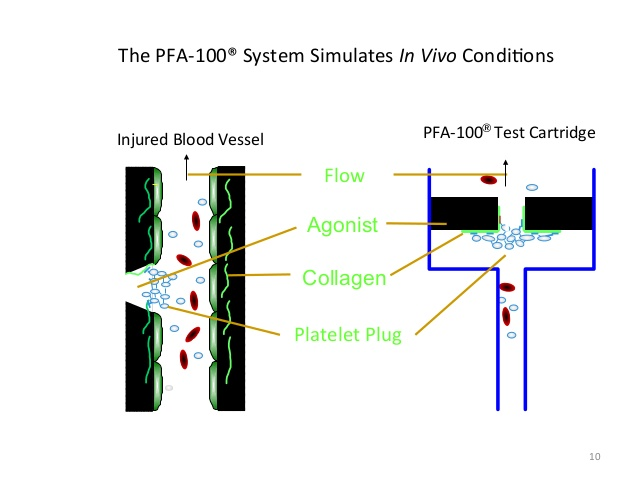 The PFA-100® System Simulates In Vivo Conditions
Injured Blood Vessel
PFA-100® Test Cartridge
Flow
Agonist
Collagen
Platelet Plug
10